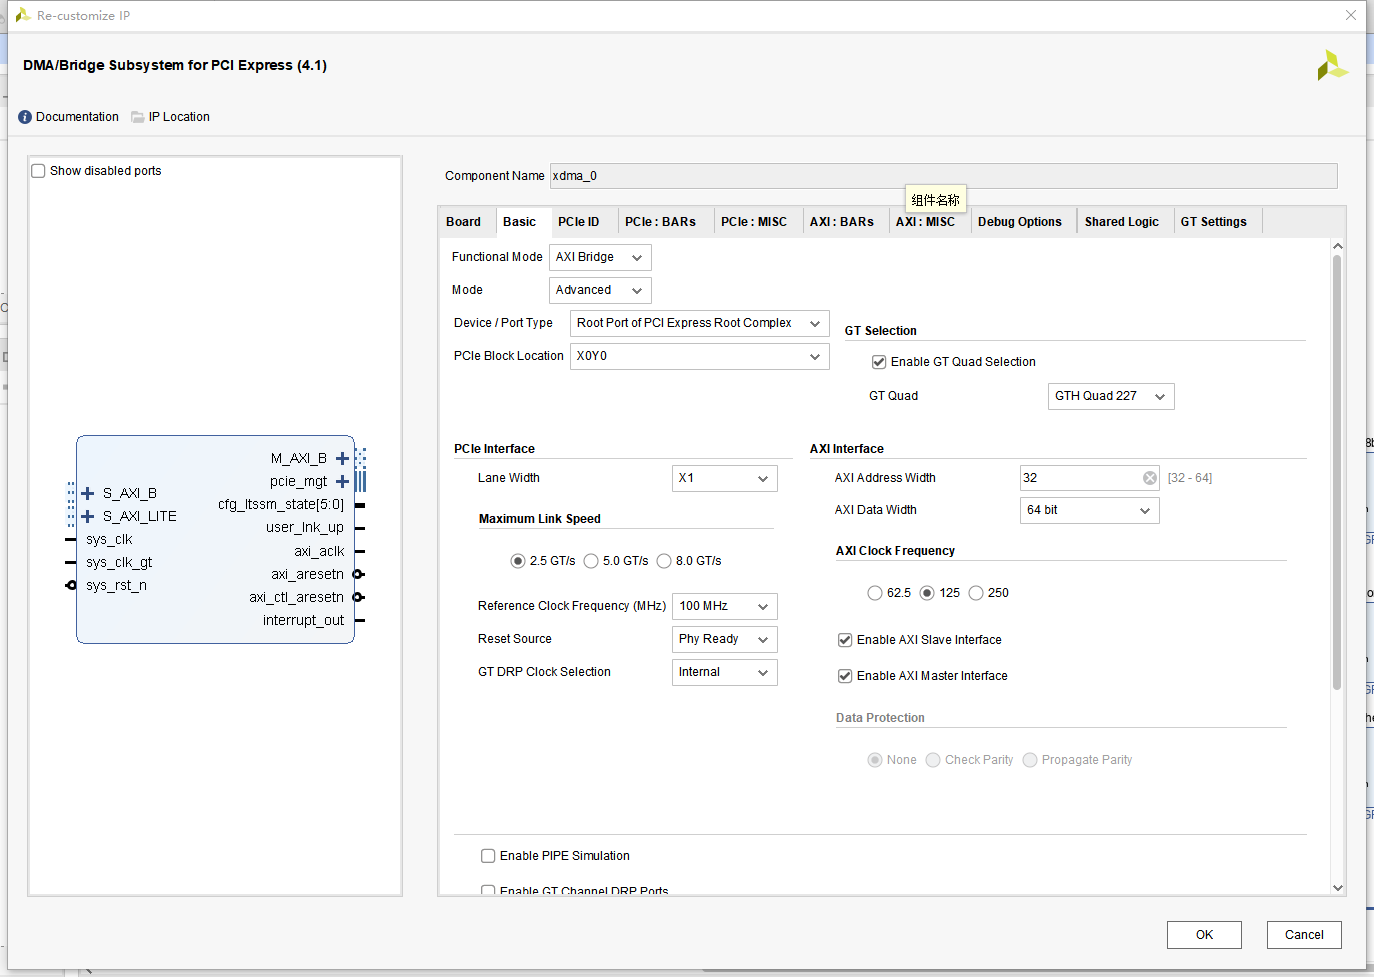 Re-customize IP
DMA/Bridge Subsystem for PCI Express (4.1)
Documentation IP Location
Show disabled ports
M_AXI_B
pcie_mgt
S_AXI_B
cfg_ltssm_state[5:0]
S_AXI_LITE
user_lnk_up
sys_clk
axi_aclk
sys_clk_gt
axi_aresetn
sys_rst_n
axi_ctl_aresetn
interrupt_out
Component Name xdma_0
组件名称
Board Basic PCIe ID PCIe : BARs PCIe : MISC AXI : BARs AXI : MISC Debug Options Shared Logic GT Settings
Functional Mode AXI Bridge
Mode Advanced
Device / Port Type Root Port of PCI Express Root Complex
PCIe Block Location X0Y0
GT Selection
Enable GT Quad Selection
GT Quad GTH Quad 227
PCIe Interface
Lane Width X1
Maximum Link Speed
2.5 GT/s 5.0 GT/s 8.0 GT/s
Reference Clock Frequency (MHz) 100 MHz
Reset Source Phy Ready
GT DRP Clock Selection Internal
AXI Interface
AXI Address Width 32 [32 - 64]
AXI Data Width 64 bit
AXI Clock Frequency
62.5 125 250
Enable AXI Slave Interface
Enable AXI Master Interface
Data Protection
None Check Parity Propagate Parity
Enable PIPE Simulation
Enable GT Channel DRP Ports
OK Cancel